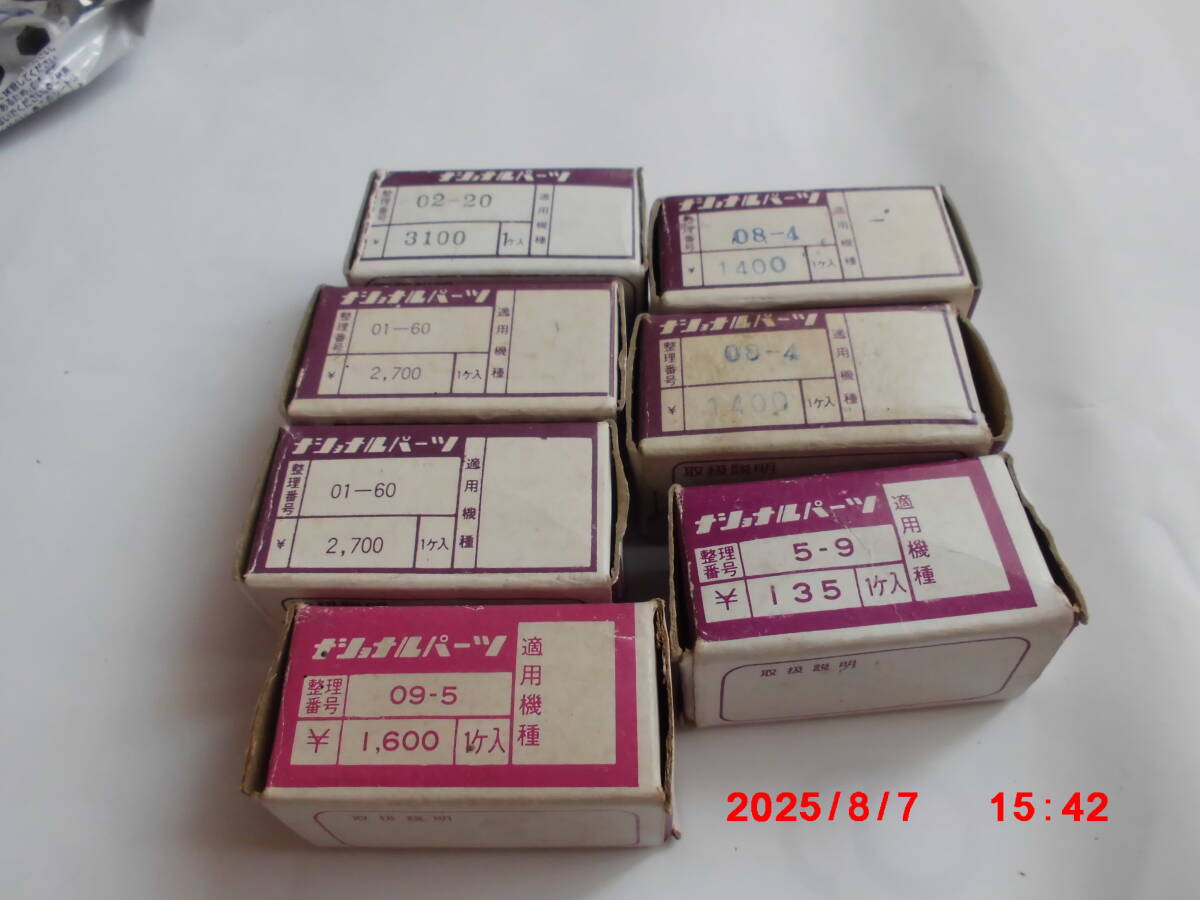 ナショナルパーツ
整理番号
02-20
¥
3100
1ケ入
適用機種
ナショナルパーツ
整理番号
08-4
¥
1400
1ケ入
適用機種
ナショナルパーツ
整理番号
01-60
¥
2,700
1ケ入
適用機種
ナショナルパーツ
整理番号
08-4
¥
1400
1ケ入
適用機種
取扱説明
ナショナルパーツ
整理番号
01-60
¥
2,700
1ケ入
適用機種
ナショナルパーツ
整理
番号
5-9
¥
135
1ケ入
適用機種
取扱説明
ナショナルパーツ
整理
番号
09-5
¥
1,600
1ケ入
適用機種
取扱説明
2025/8/7 15:42